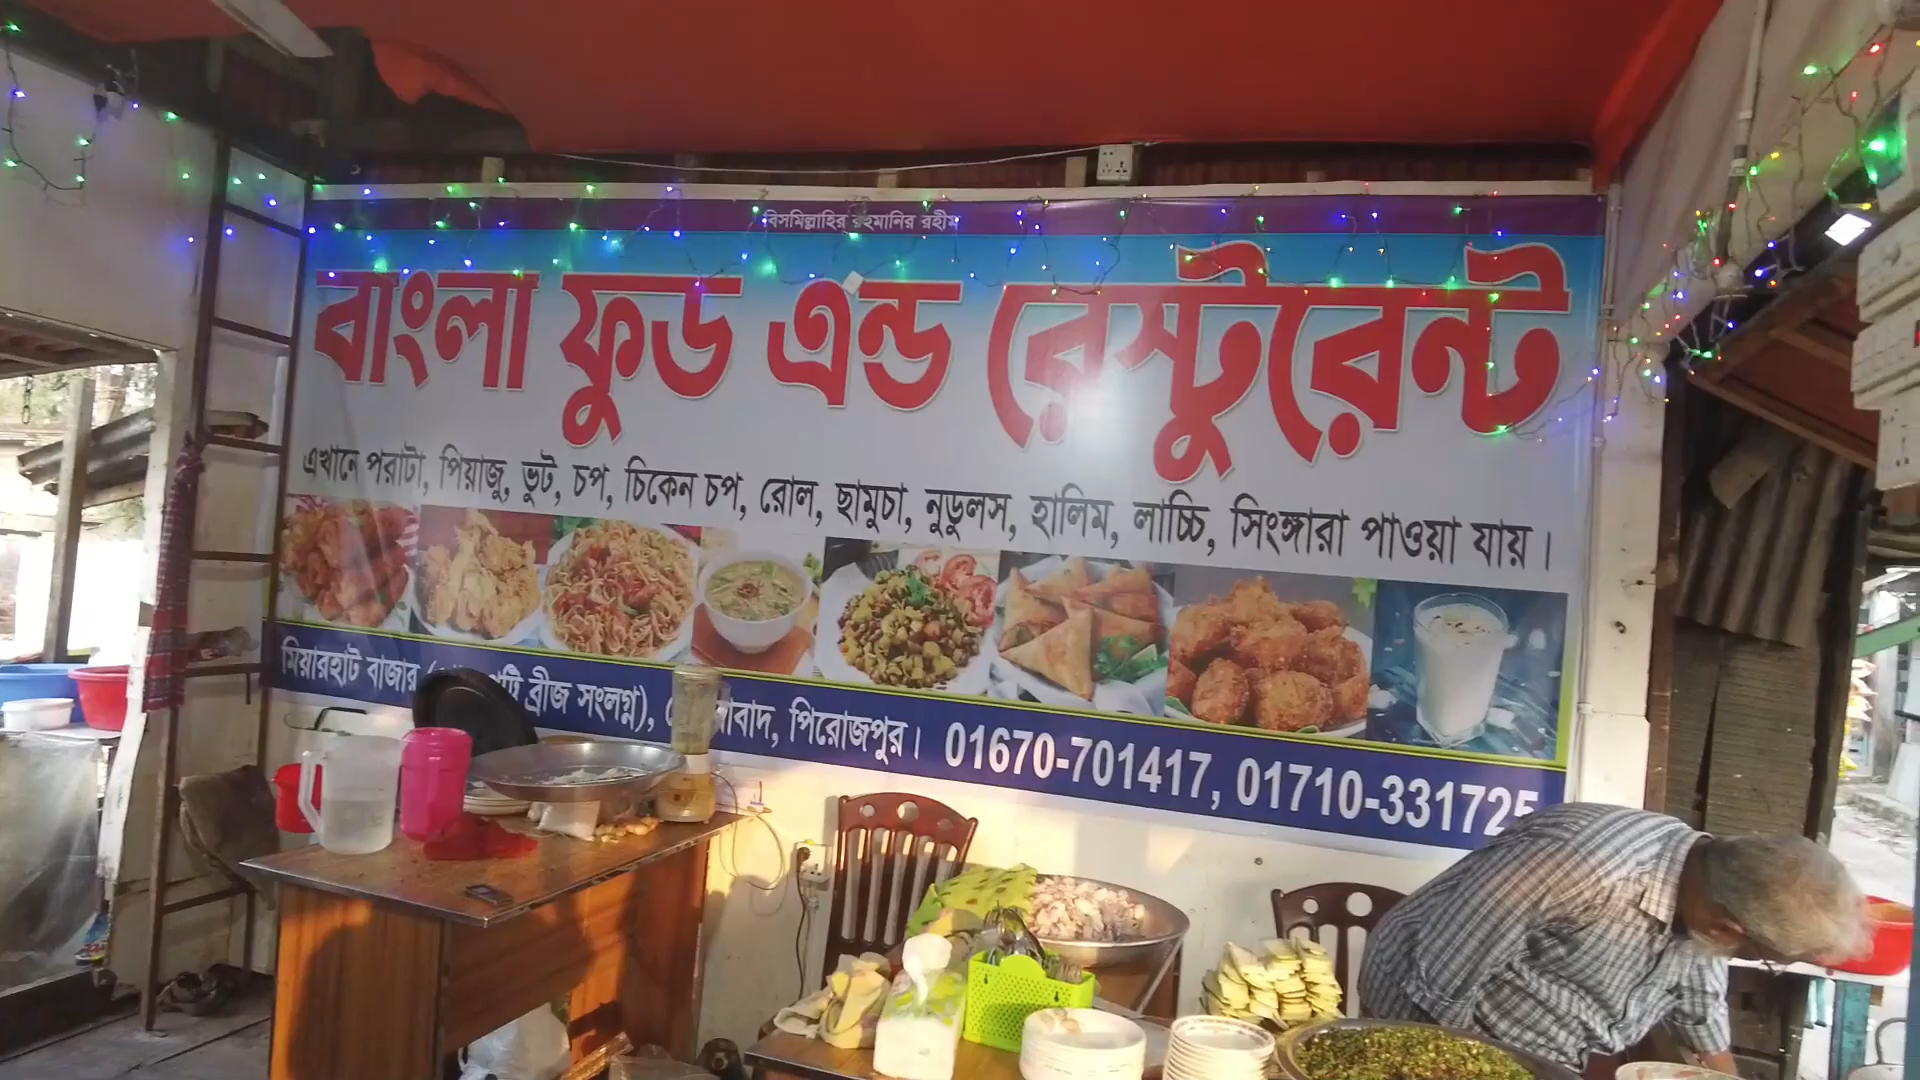 বিসমিল্লাহির রহমানির রহীম
বাংলা ফুড এন্ড রেস্টুরেন্ট
এখানে পরাটা, পিয়াজু, ভুট, চপ, চিকেন চপ, রোল, ছামুচা, নুডুলস, হালিম, লাচ্চি, সিংঙ্গারা পাওয়া যায়।
মিয়ারহাট বাজার ব্রীজ সংলগ্ন), পিরোজপুর। 01670-701417, 01710-331725